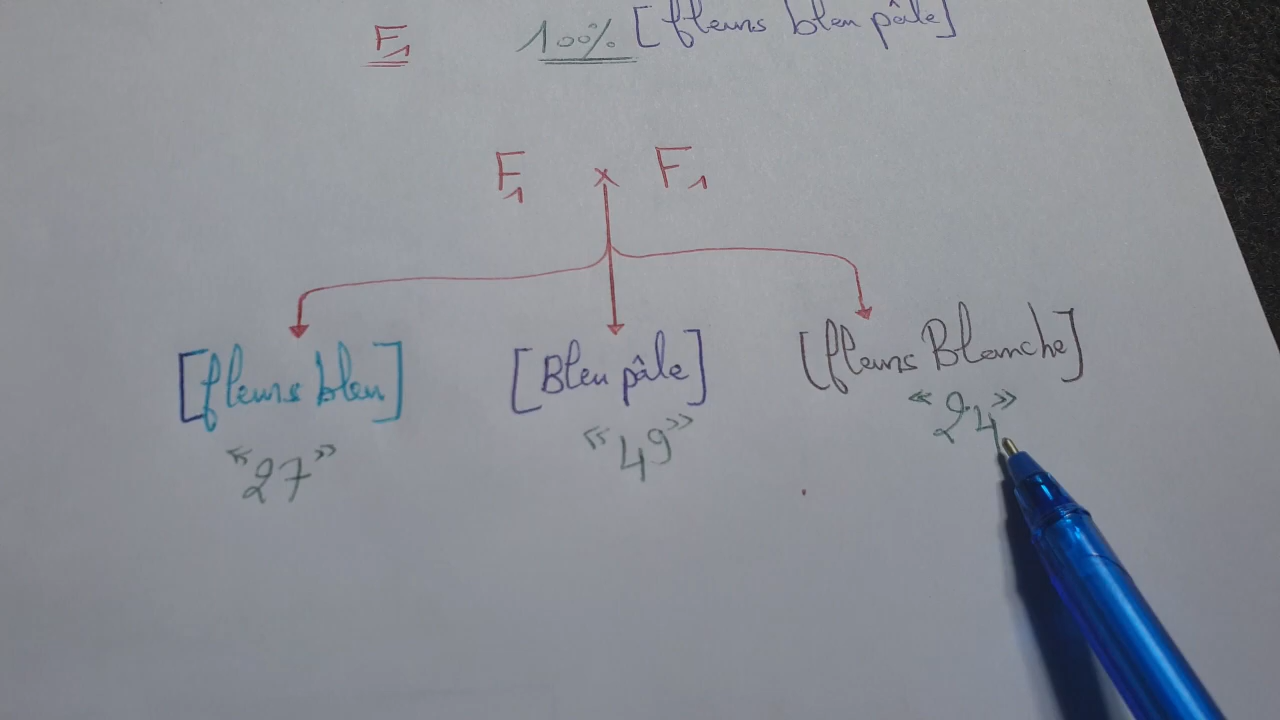 F1 100% [fleurs bleu pâle]
F1 x F1
[fleurs bleu] [Bleu pâle] [fleurs Blanche]
"27" "49" "24"